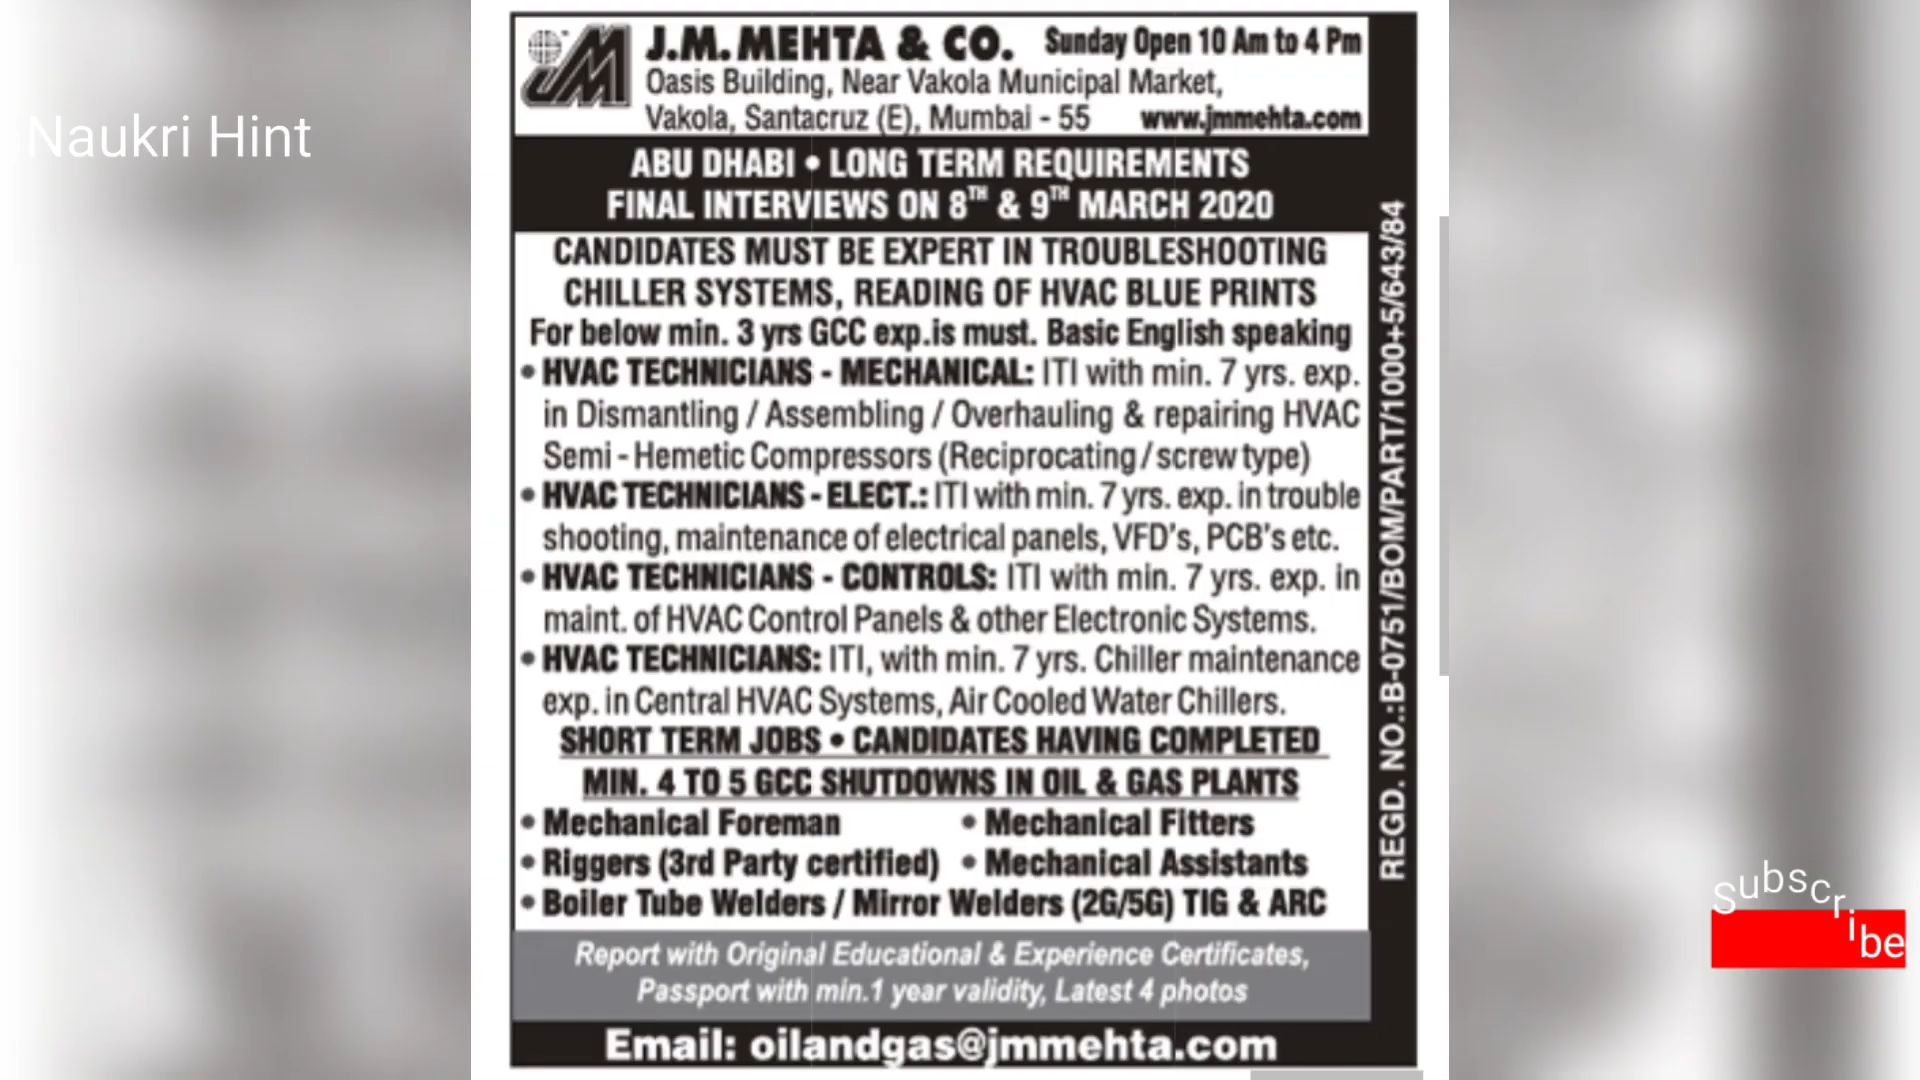 Naukri Hint
JM
J.M. MEHTA & CO. Sunday Open 10 Am to 4 Pm
Oasis Building, Near Vakola Municipal Market,
Vakola, Santacruz (E), Mumbai - 55 www.jmmehta.com
ABU DHABI • LONG TERM REQUIREMENTS
FINAL INTERVIEWS ON 8TH & 9TH MARCH 2020
CANDIDATES MUST BE EXPERT IN TROUBLESHOOTING
CHILLER SYSTEMS, READING OF HVAC BLUE PRINTS
For below min. 3 yrs GCC exp.is must. Basic English speaking
• HVAC TECHNICIANS - MECHANICAL: ITI with min. 7 yrs. exp.
in Dismantling / Assembling / Overhauling & repairing HVAC
Semi - Hemetic Compressors (Reciprocating / screw type)
• HVAC TECHNICIANS - ELECT.: ITI with min. 7 yrs. exp. in trouble
shooting, maintenance of electrical panels, VFD's, PCB's etc.
• HVAC TECHNICIANS - CONTROLS: ITI with min. 7 yrs. exp. in
maint. of HVAC Control Panels & other Electronic Systems.
• HVAC TECHNICIANS: ITI, with min. 7 yrs. Chiller maintenance
exp. in Central HVAC Systems, Air Cooled Water Chillers.
SHORT TERM JOBS • CANDIDATES HAVING COMPLETED
MIN. 4 TO 5 GCC SHUTDOWNS IN OIL & GAS PLANTS
• Mechanical Foreman • Mechanical Fitters
• Riggers (3rd Party certified) • Mechanical Assistants
• Boiler Tube Welders / Mirror Welders (2G/5G) TIG & ARC
Report with Original Educational & Experience Certificates,
Passport with min.1 year validity, Latest 4 photos
Email: oilandgas@jmmehta.com
REGD. NO.:B-0751/BOM/PART/1000+5/643/84
Subscribe